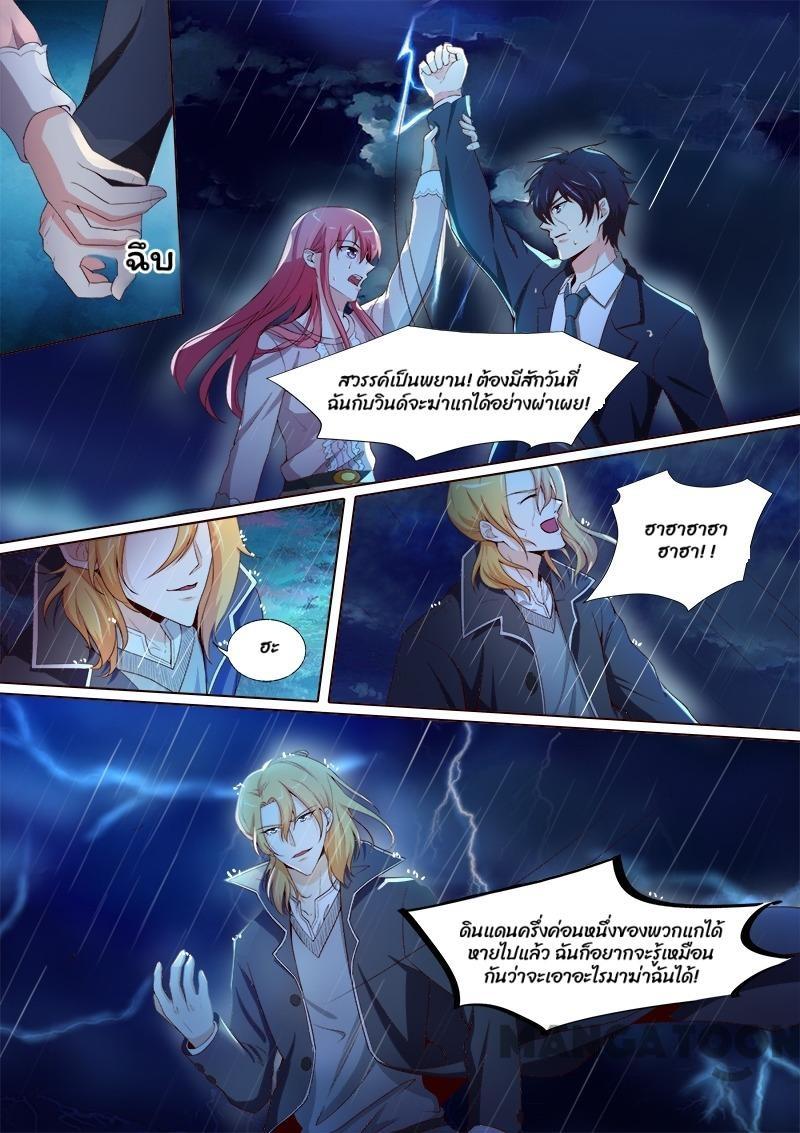 ฉึบ
สวรรค์เป็นพยาน! ต้องมีสักวันที่
ฉันกับวินด์จะฆ่าแกได้อย่างผ่าเผย!
ฮาฮาฮาฮา
ฮาฮา! !
ฮะ
ดินแดนครึ่งค่อนหนึ่งของพวกแกได้
หายไปแล้ว ฉันก็อยากจะรู้เหมือน
กันว่าจะเอาอะไรมาฆ่าฉันได้!
MANGATOON